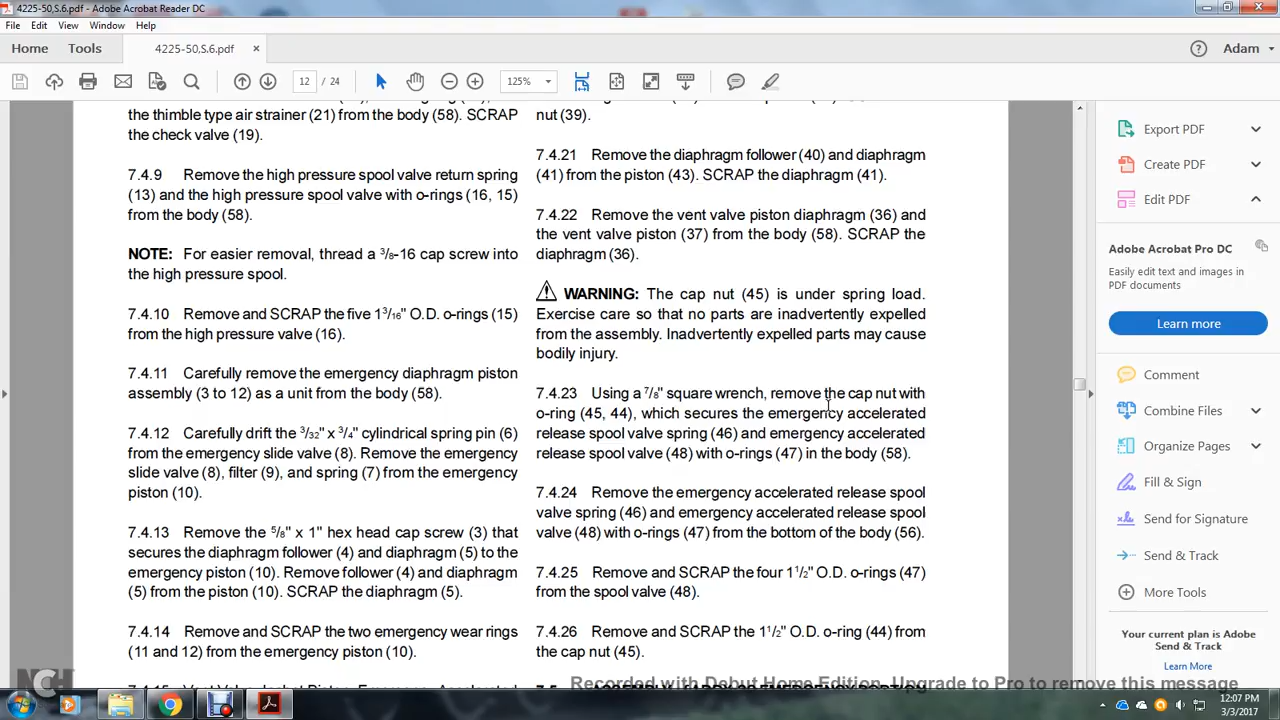 4225-50,S.6.pdf - Adobe Acrobat Reader DC
File Edit View Window Help
Home Tools 4225-50,S.6.pdf × Adam
12 / 24 125%
the thimble type air strainer (21) from the body (58). SCRAP
the check valve (19).
7.4.9 Remove the high pressure spool valve return spring
(13) and the high pressure spool valve with o-rings (16, 15)
from the body (58).
NOTE: For easier removal, thread a 3/8-16 cap screw into
the high pressure spool.
7.4.10 Remove and SCRAP the five 1 3/16" O.D. o-rings (15)
from the high pressure valve (16).
7.4.11 Carefully remove the emergency diaphragm piston
assembly (3 to 12) as a unit from the body (58).
7.4.12 Carefully drift the 3/32" x 3/4" cylindrical spring pin (6)
from the emergency slide valve (8). Remove the emergency
slide valve (8), filter (9), and spring (7) from the emergency
piston (10).
7.4.13 Remove the 5/8" x 1" hex head cap screw (3) that
secures the diaphragm follower (4) and diaphragm (5) to the
emergency piston (10). Remove follower (4) and diaphragm
(5) from the piston (10). SCRAP the diaphragm (5).
7.4.14 Remove and SCRAP the two emergency wear rings
(11 and 12) from the emergency piston (10).
nut (39).
7.4.21 Remove the diaphragm follower (40) and diaphragm
(41) from the piston (43). SCRAP the diaphragm (41).
7.4.22 Remove the vent valve piston diaphragm (36) and
the vent valve piston (37) from the body (58). SCRAP the
diaphragm (36).
WARNING: The cap nut (45) is under spring load.
Exercise care so that no parts are inadvertently expelled
from the assembly. Inadvertently expelled parts may cause
bodily injury.
7.4.23 Using a 7/8" square wrench, remove the cap nut with
o-ring (45, 44), which secures the emergency accelerated
release spool valve spring (46) and emergency accelerated
release spool valve (48) with o-rings (47) in the body (58).
7.4.24 Remove the emergency accelerated release spool
valve spring (46) and emergency accelerated release spool
valve (48) with o-rings (47) from the bottom of the body (56).
7.4.25 Remove and SCRAP the four 1 1/2" O.D. o-rings (47)
from the spool valve (48).
7.4.26 Remove and SCRAP the 1 1/2" O.D. o-ring (44) from
the cap nut (45).
Export PDF
Create PDF
Edit PDF
Adobe Acrobat Pro DC
Easily edit text and images in
PDF documents
Learn more
Comment
Combine Files
Organize Pages
Fill & Sign
Send for Signature
Send & Track
More Tools
Your current plan is Adobe
Send & Track
Learn More
NCH
Recorded with Debut Home Edition. Upgrade to Pro to remove this message
12:07 PM
3/3/2017